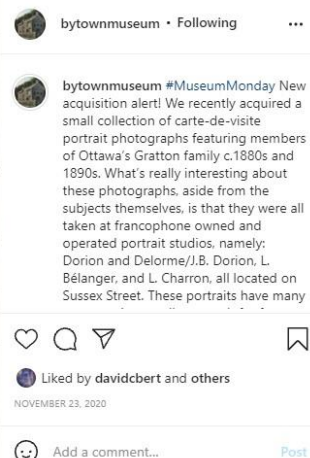 bytownmuseum • Following
bytownmuseum #MuseumMonday New
acquisition alert! We recently acquired a
small collection of carte-de-visite
portrait photographs featuring members
of Ottawa's Gratton family c.1880s and
1890s. What's really interesting about
these photographs, aside from the
subjects themselves, is that they were all
taken at francophone owned and
operated portrait studios, namely:
Dorion and Delorme/J.B. Dorion, L.
Bélanger, and L. Charron, all located on
Sussex Street. These portraits have many
Liked by davidcbert and others
NOVEMBER 23, 2020
Add a comment...
Post